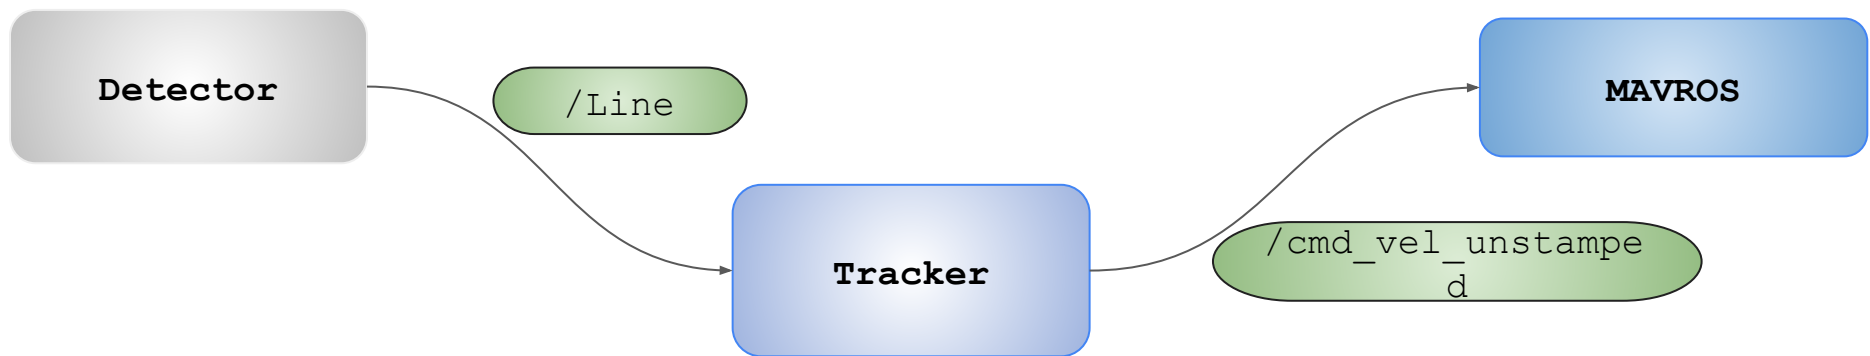 Detector
/Line
MAVROS
Tracker
/cmd_vel_unstampe
d